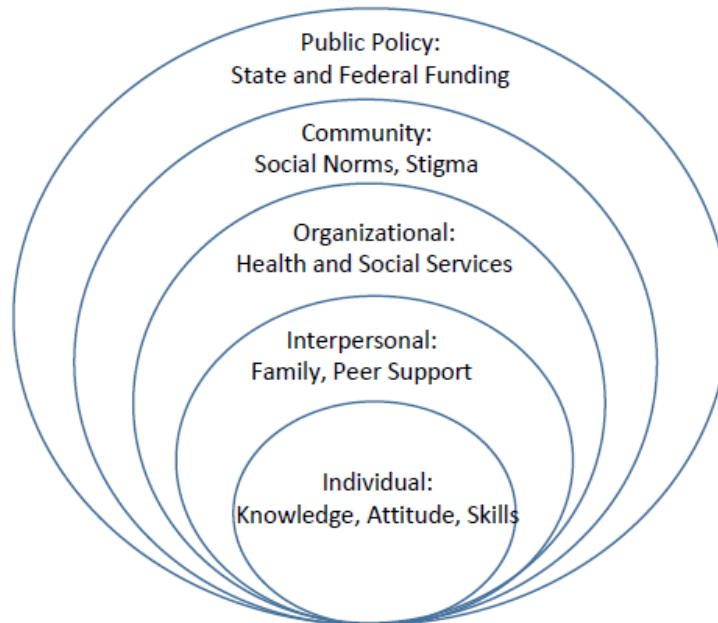 Public Policy:
State and Federal Funding
Community:
Social Norms, Stigma
Organizational:
Health and Social Services
Interpersonal:
Family, Peer Support
Individual:
Knowledge, Attitude, Skills